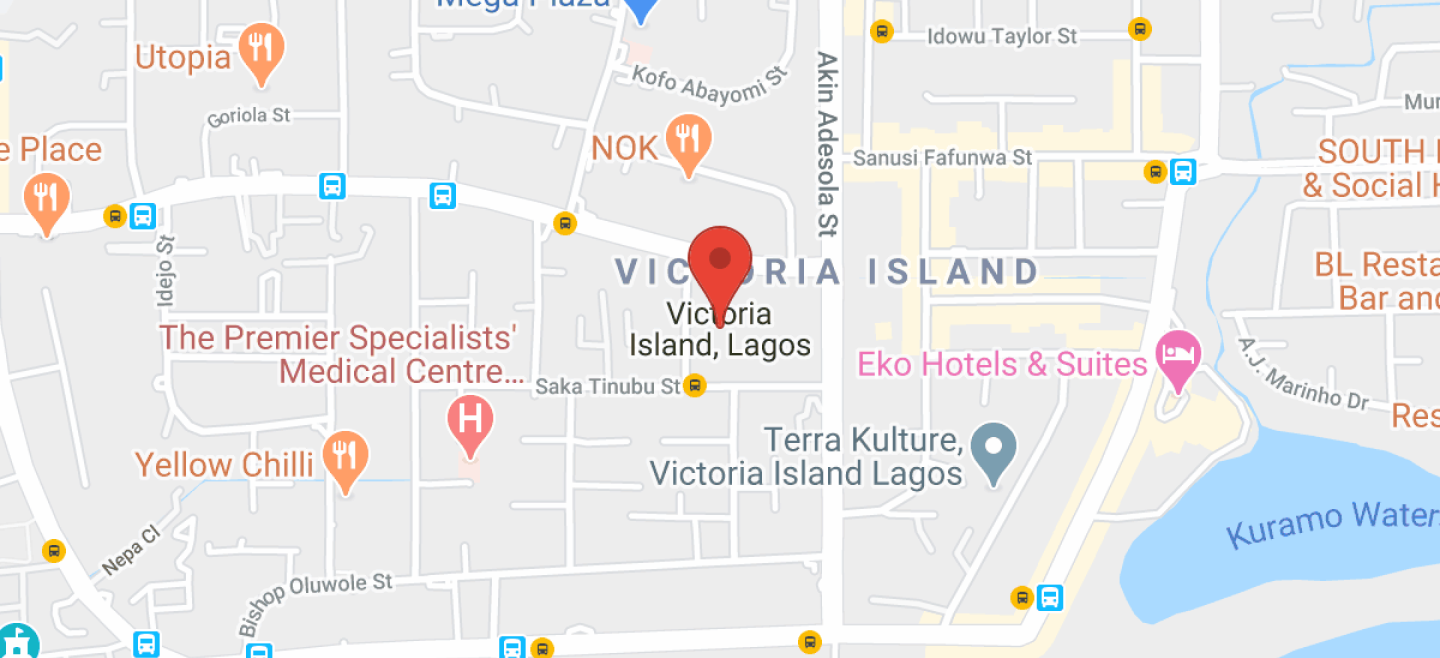 Mega Plaza
Utopia
Idowu Taylor St
Kofo Abayomi St
Akin Adesola St
Goriola St
e Place
NOK
Sanusi Fafunwa St
SOUTH
& Social
Idejo St
VICTORIA ISLAND
Victoria
Island, Lagos
BL Resta
Bar and
The Premier Specialists'
Medical Centre...
Saka Tinubu St
Eko Hotels & Suites
A.J. Marinho Dr
Res
Yellow Chilli
H
Terra Kulture,
Victoria Island Lagos
Kuramo Water
Nepa Cl
Bishop Oluwole St